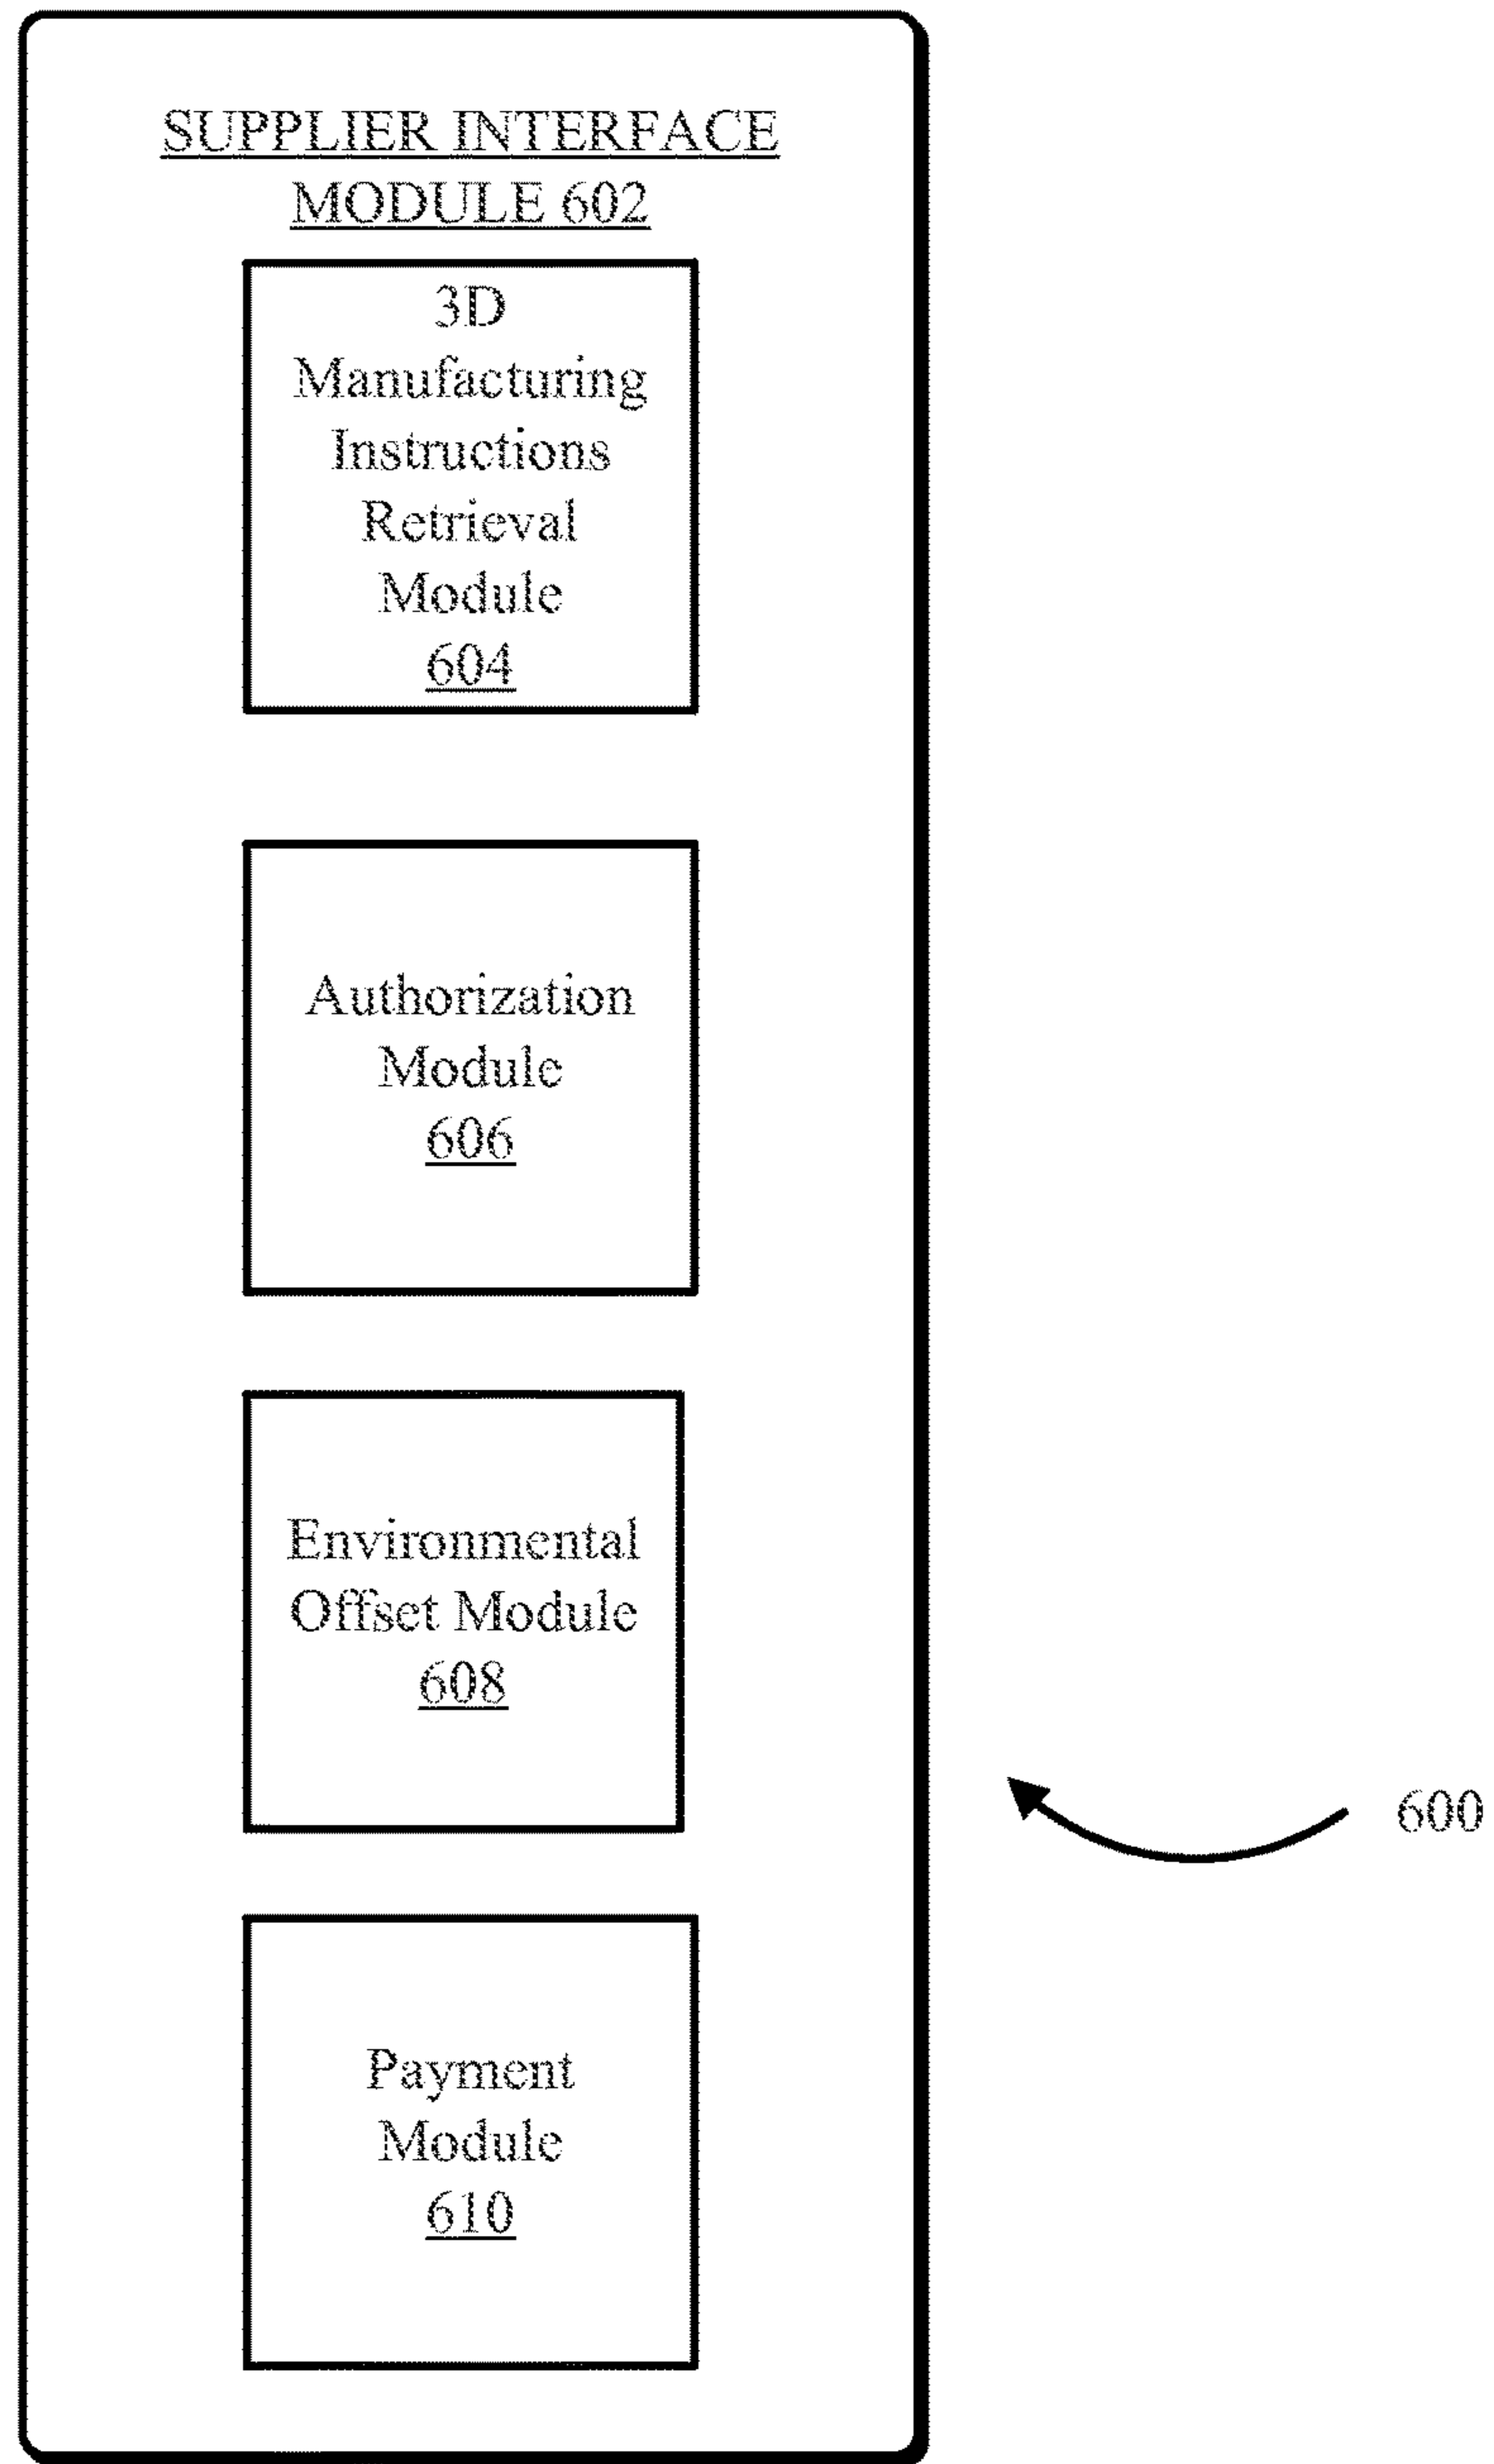 SUPPLIER INTERFACE
MODULE 602
3D
Manufacturing
Instructions
Retrieval
Module
604
Authorization
Module
606
Environmental
Offset Module
608
600
Payment
Module
610